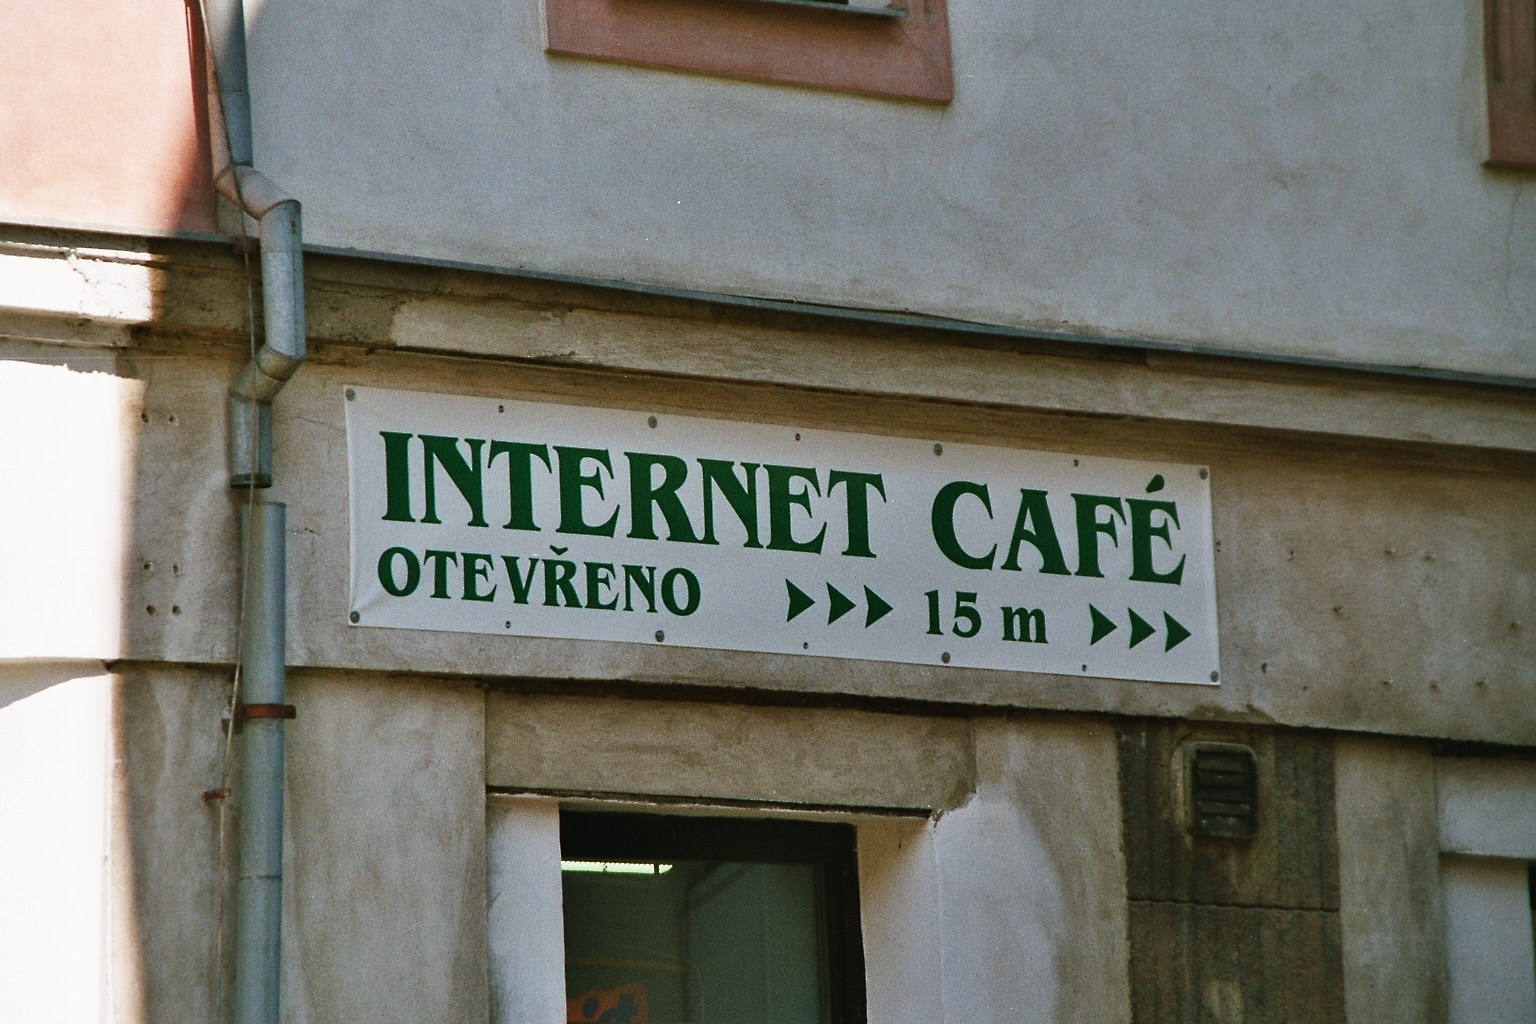 INTERNET CAFÉ
OTEVŘENO ➤➤➤ 15 m ➤➤➤